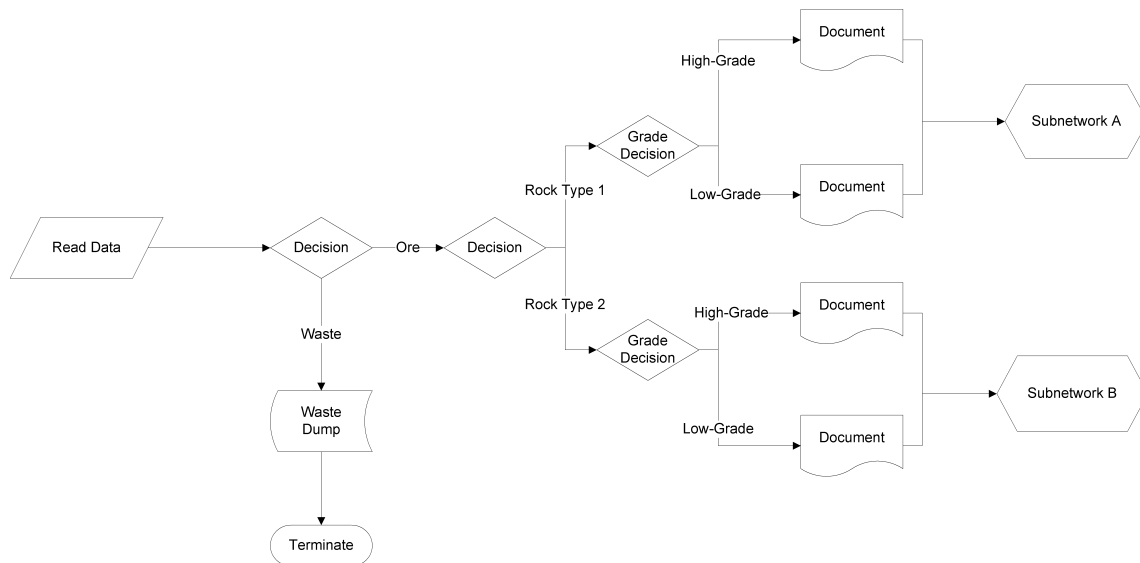 Document
High-Grade
Subnetwork A
Grade
Decision
Document
Low-Grade
Rock Type 1
Read Data
Decision
Ore
Decision
Rock Type 2
Document
High-Grade
Waste
Grade
Decision
Subnetwork B
Waste
Dump
Low-Grade
Document
Terminate